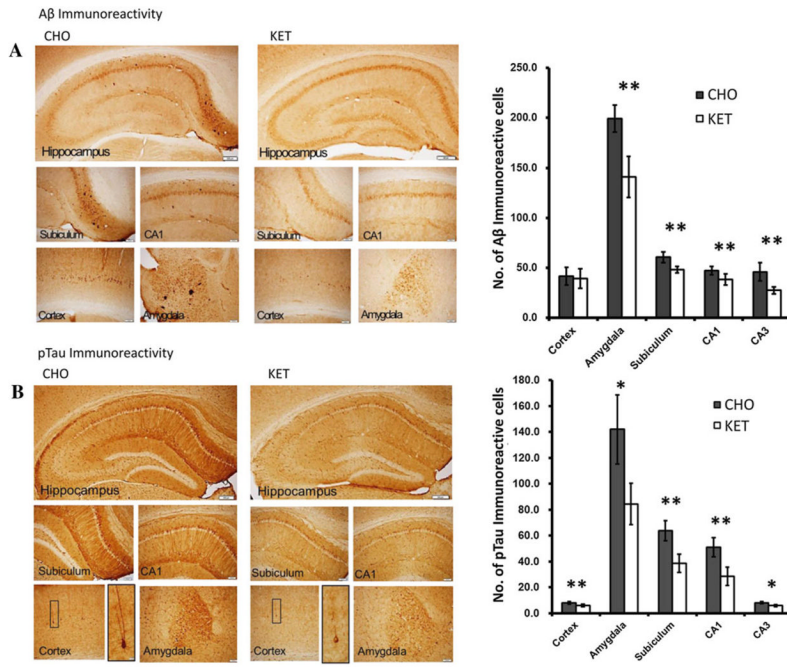 Aβ Immunoreactivity
CHO
KET
A
Hippocampus
Hippocampus
Subiculum
CA1
Subiculum
CA1
Cortex
Amygdala
Cortex
Amygdala
No. of Aβ Immunoreactive cells
250.0
200.0
150.0
100.0
50.0
0.0
**
**
**
**
CHO
KET
Cortex
Amygdala
Subiculum
CA1
CA3
pTau Immunoreactivity
CHO
KET
B
Hippocampus
Hippocampus
Subiculum
CA1
Subiculum
CA1
Cortex
Amygdala
Cortex
Amygdala
No. of pTau Immunoreactive cells
180.0
160.0
140.0
120.0
100.0
80.0
60.0
40.0
20.0
0.0
**
*
**
**
*
CHO
KET
Cortex
Amygdala
Subiculum
CA1
CA3